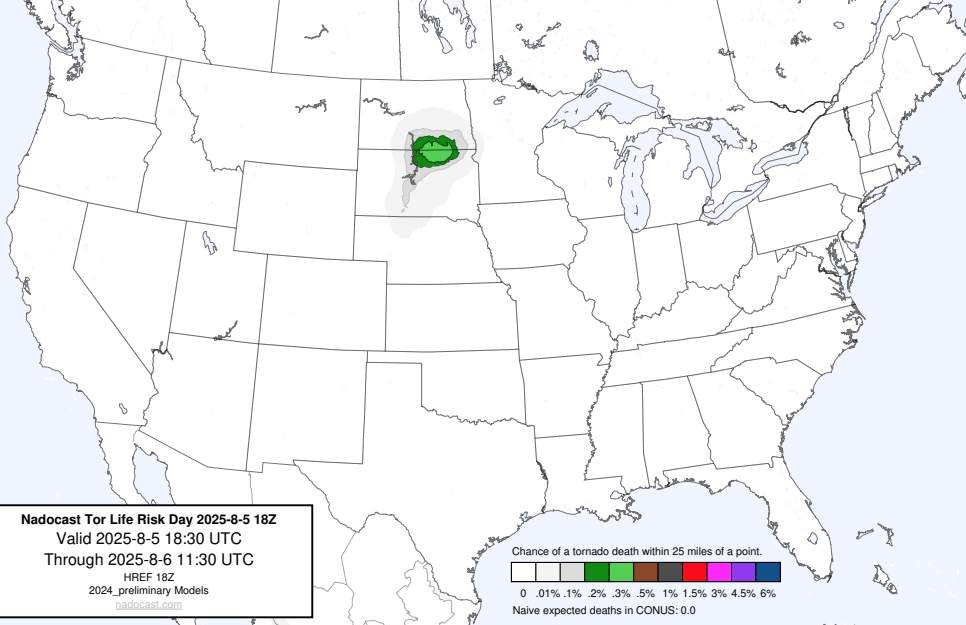 Nadocast Tor Life Risk Day 2025-8-5 18Z
Valid 2025-8-5 18:30 UTC
Through 2025-8-6 11:30 UTC
HREF 18Z
2024_preliminary Models
nadocast.com
Chance of a tornado death within 25 miles of a point.
0 .01% .1% .2% .3% .5% 1% 1.5% 3% 4.5% 6%
Naive expected deaths in CONUS: 0.0